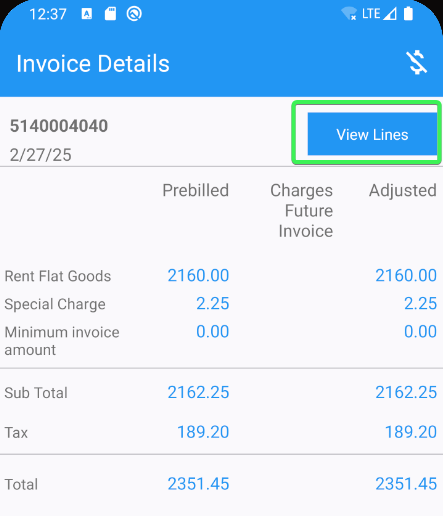 12:37 LTE
Invoice Details
5140004040
View Lines
2/27/25
Prebilled Charges Future Invoice Adjusted
Rent Flat Goods 2160.00 2160.00
Special Charge 2.25 2.25
Minimum invoice amount 0.00 0.00
Sub Total 2162.25 2162.25
Tax 189.20 189.20
Total 2351.45 2351.45